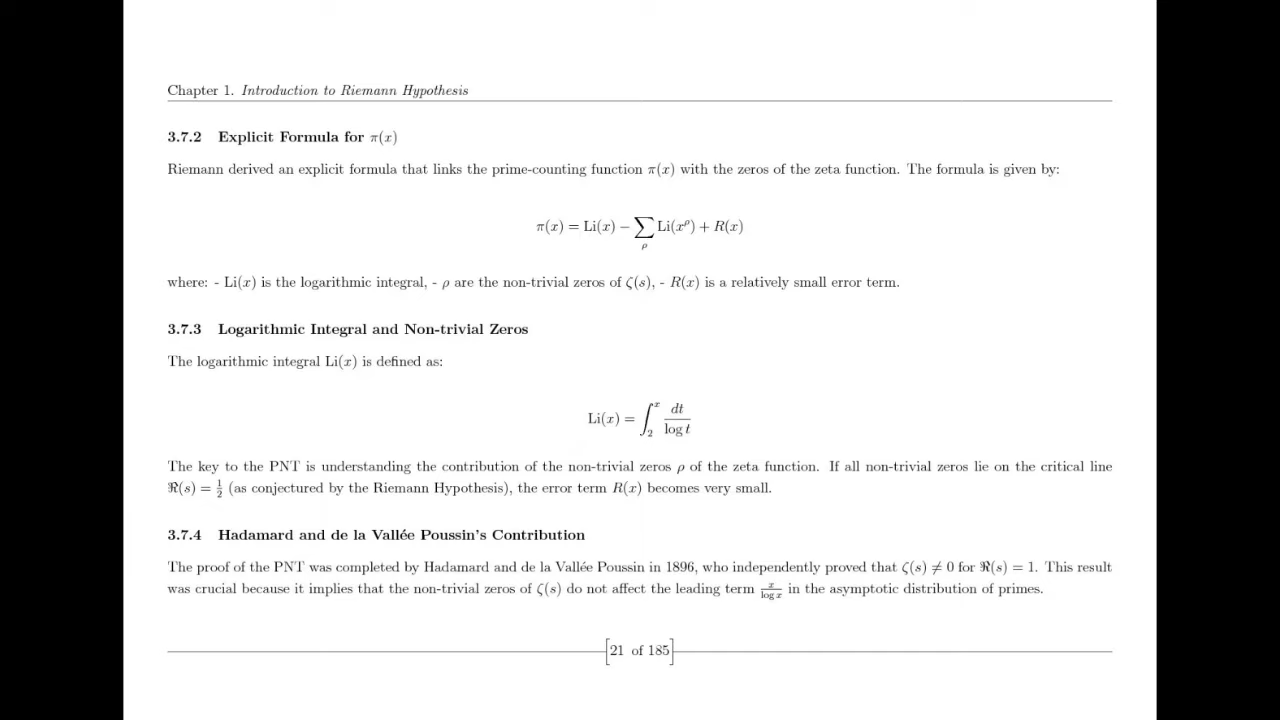 Chapter 1. Introduction to Riemann Hypothesis
3.7.2 Explicit Formula for π(x)
Riemann derived an explicit formula that links the prime-counting function π(x) with the zeros of the zeta function. The formula is given by:
π(x) = Li(x) − ∑_ρ Li(x^ρ) + R(x)
where: - Li(x) is the logarithmic integral, - ρ are the non-trivial zeros of ζ(s), - R(x) is a relatively small error term.
3.7.3 Logarithmic Integral and Non-trivial Zeros
The logarithmic integral Li(x) is defined as:
Li(x) = ∫_2^x dt/log t
The key to the PNT is understanding the contribution of the non-trivial zeros ρ of the zeta function. If all non-trivial zeros lie on the critical line
ℜ(s) = 1/2 (as conjectured by the Riemann Hypothesis), the error term R(x) becomes very small.
3.7.4 Hadamard and de la Vallée Poussin's Contribution
The proof of the PNT was completed by Hadamard and de la Vallée Poussin in 1896, who independently proved that ζ(s) ≠ 0 for ℜ(s) = 1. This result
was crucial because it implies that the non-trivial zeros of ζ(s) do not affect the leading term x/log x in the asymptotic distribution of primes.
[21 of 185]